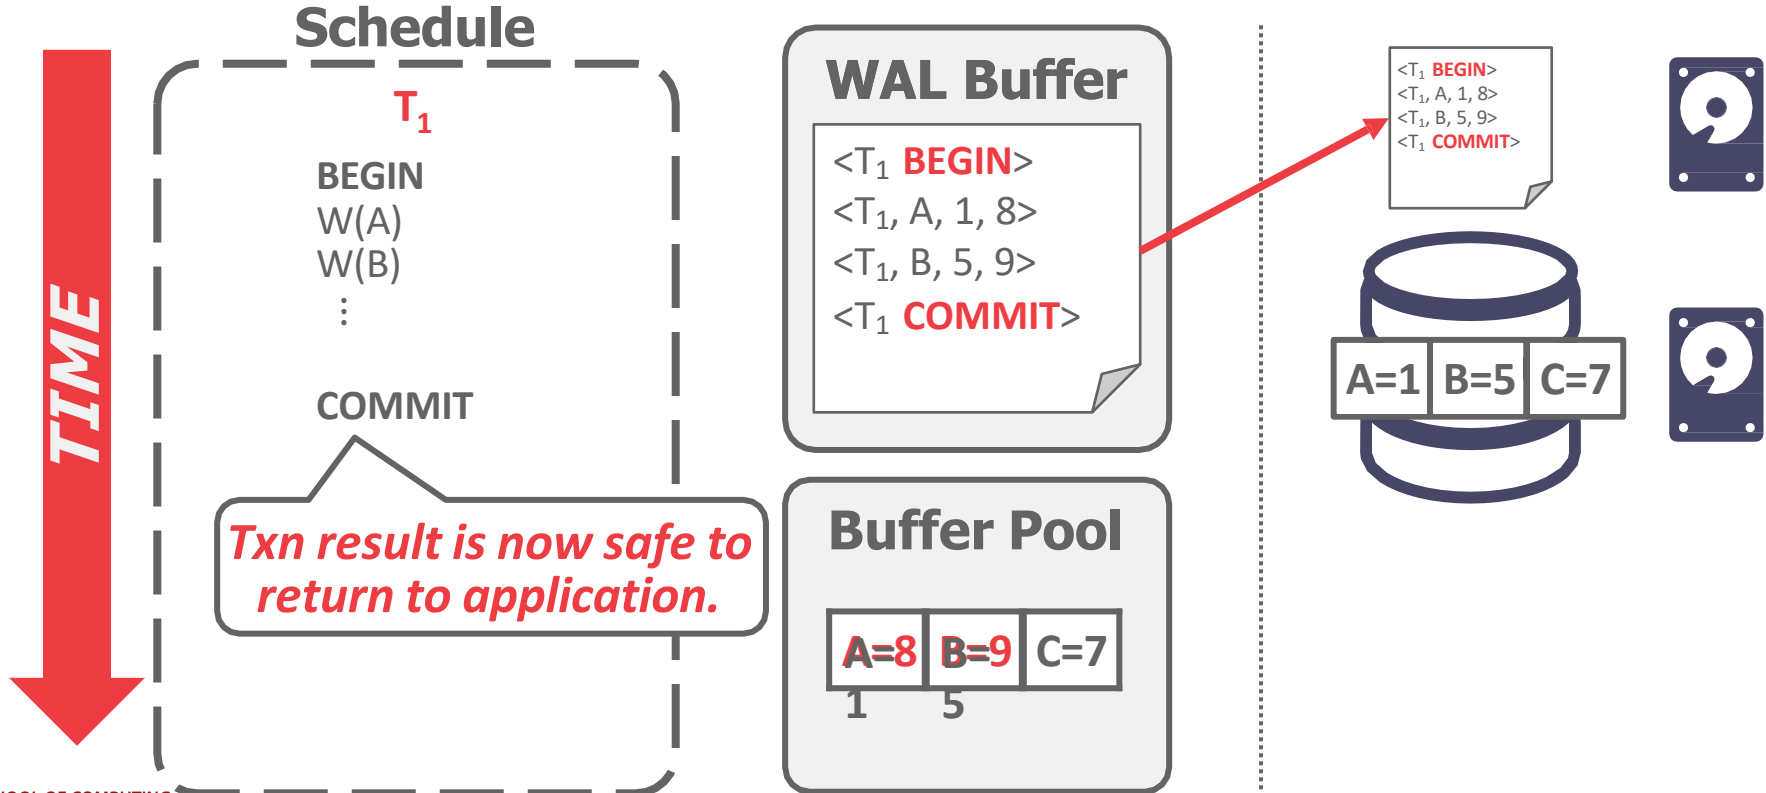 Schedule
TIME
T1
BEGIN
W(A)
W(B)
⋮
COMMIT
Txn result is now safe to
return to application.
WAL Buffer
<T1 BEGIN>
<T1, A, 1, 8>
<T1, B, 5, 9>
<T1 COMMIT>
Buffer Pool
A=8 B=9 C=7
A=1 B=5
<T1 BEGIN>
<T1, A, 1, 8>
<T1, B, 5, 9>
<T1 COMMIT>
A=1 B=5 C=7
OF COMPUTING